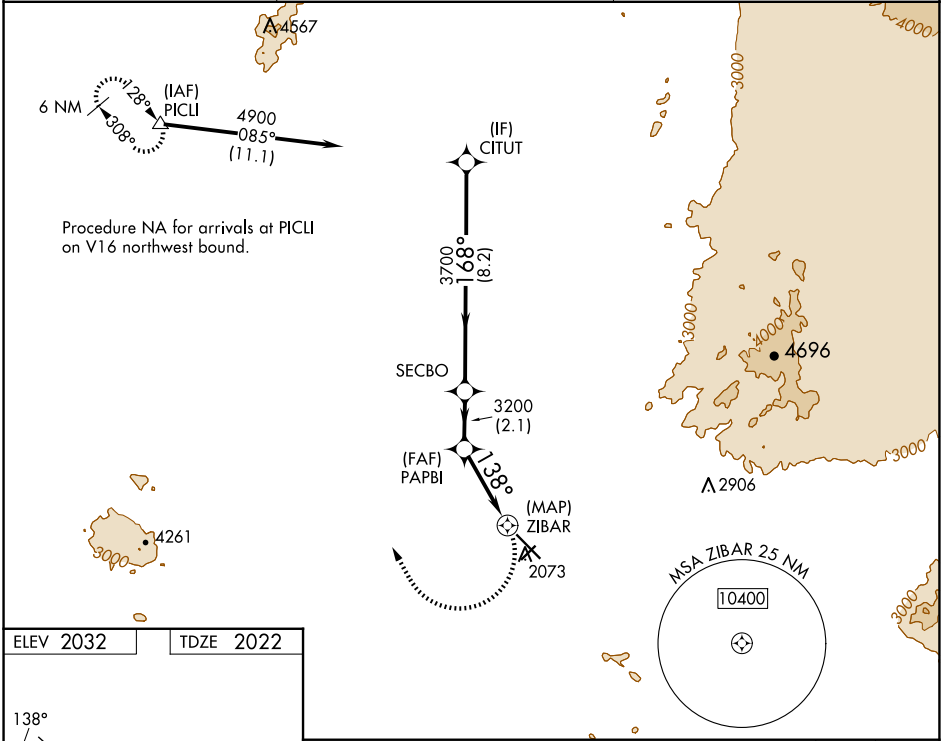 4567
4000
3000
6 NM
128°
308°
(IAF)
PICLI
4900
085°
(11.1)
(IF)
CITUT
Procedure NA for arrivals at PICLI
on V16 northwest bound.
3700
168°
(8.2)
3000
4000
4696
SECBO
3200
(2.1)
(FAF)
PAPBI
138°
3000
2906
(MAP)
ZIBAR
2073
4261
3000
MSA ZIBAR 25 NM
10400
3000
ELEV 2032
TDZE 2022
138°